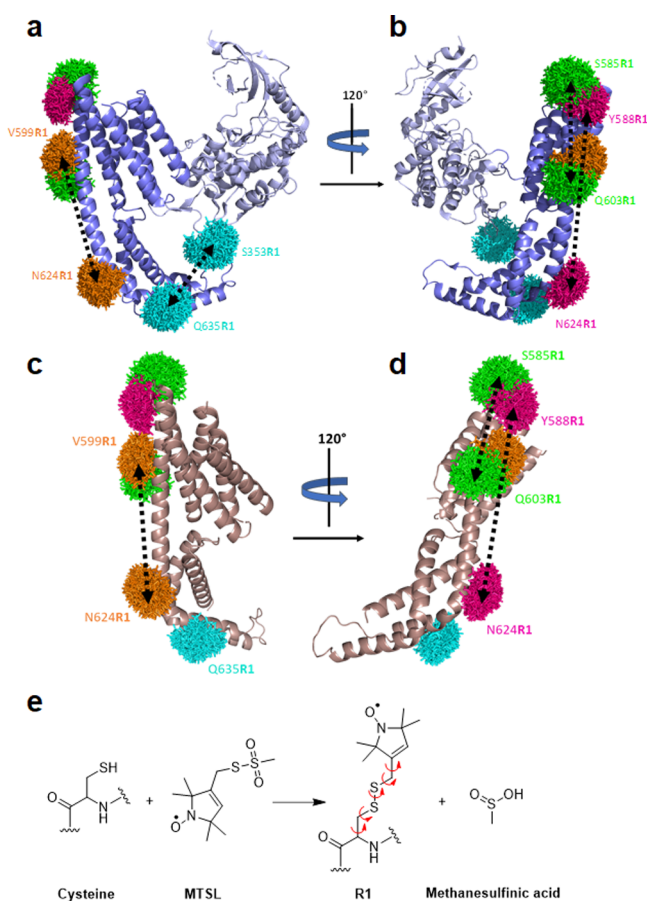 a
b
120°
S585R1
Y588R1
V599R1
Q603R1
S353R1
N624R1
Q635R1
N624R1
c
d
S585R1
Y588R1
V599R1
120°
Q603R1
N624R1
N624R1
Q635R1
e
SH
O
N
H
+
S
S
O
O
N
O
O
N
S
S
O
N
H
+
O
S
OH
Cysteine MTSL R1 Methanesulfinic acid